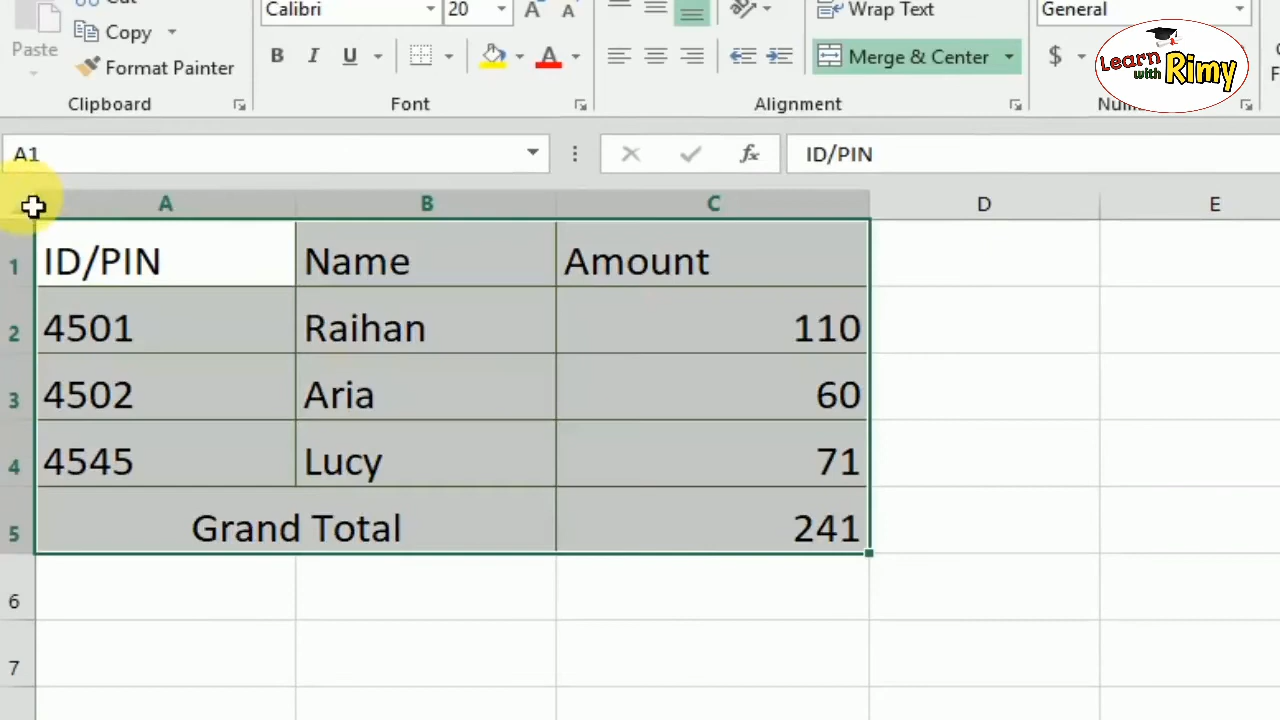 Cut
Calibri 20 A A Wrap Text General
Paste Copy
Format Painter B I U A Merge & Center $
Clipboard Font Alignment
Learn with Rimy
A1 fx ID/PIN
A B C D E
1 ID/PIN Name Amount
2 4501 Raihan 110
3 4502 Aria 60
4 4545 Lucy 71
5 Grand Total 241
6
7